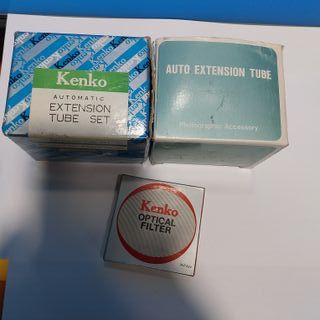 Kenko
AUTOMATIC
EXTENSION
TUBE SET
AUTO EXTENSION TUBE
Photographic Accessory
Kenko
OPTICAL
FILTER